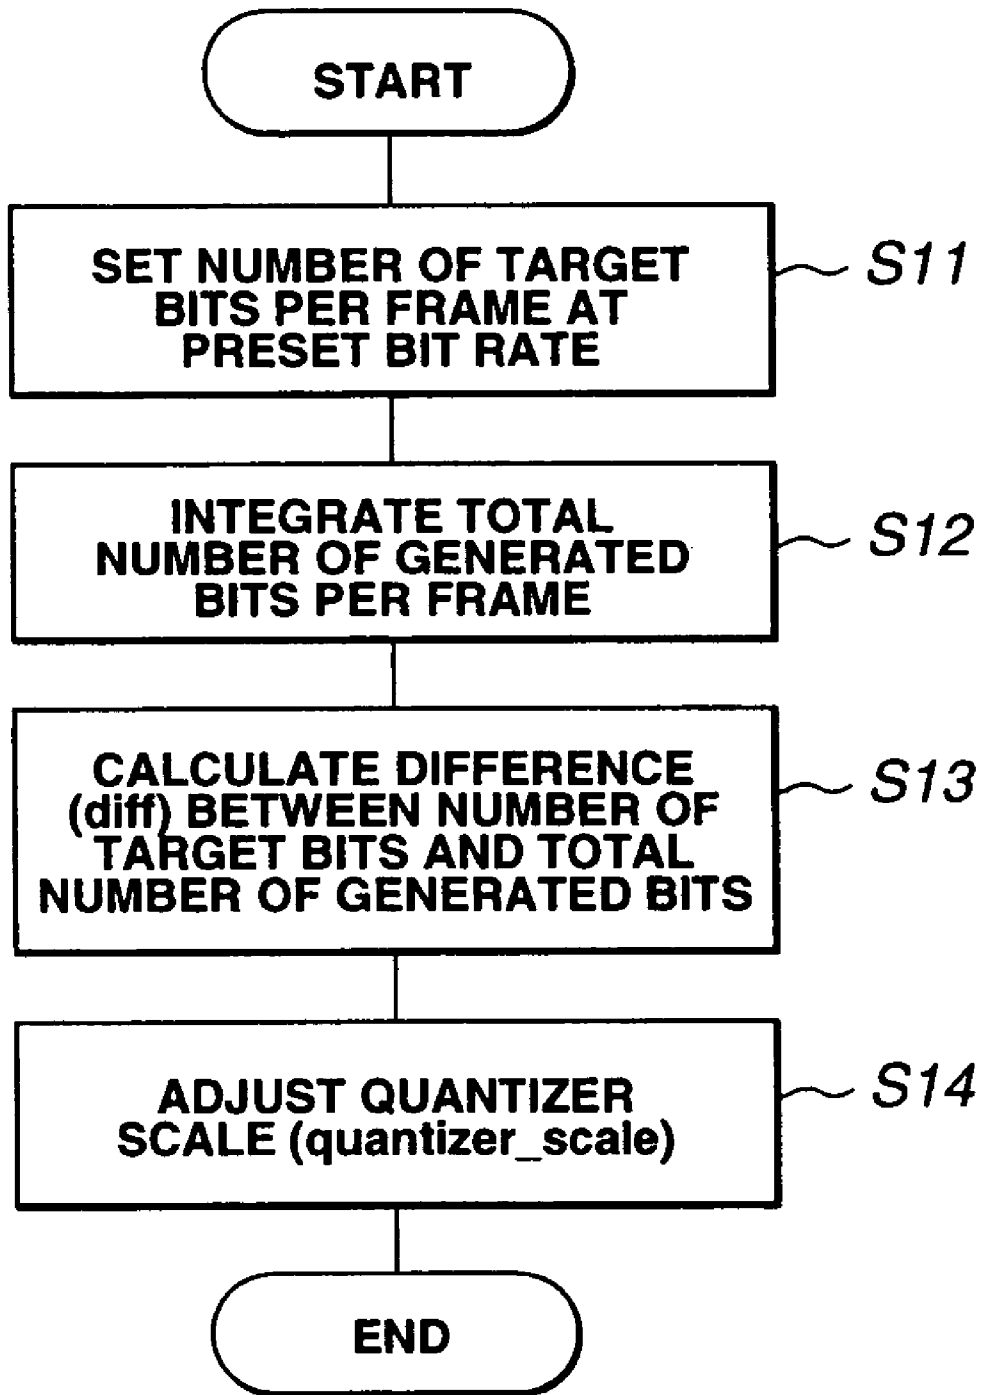 START
SET NUMBER OF TARGET
BITS PER FRAME AT
PRESET BIT RATE
S11
INTEGRATE TOTAL
NUMBER OF GENERATED
BITS PER FRAME
S12
CALCULATE DIFFERENCE
(diff) BETWEEN NUMBER OF
TARGET BITS AND TOTAL
NUMBER OF GENERATED BITS
S13
ADJUST QUANTIZER
SCALE (quantizer_scale)
S14
END